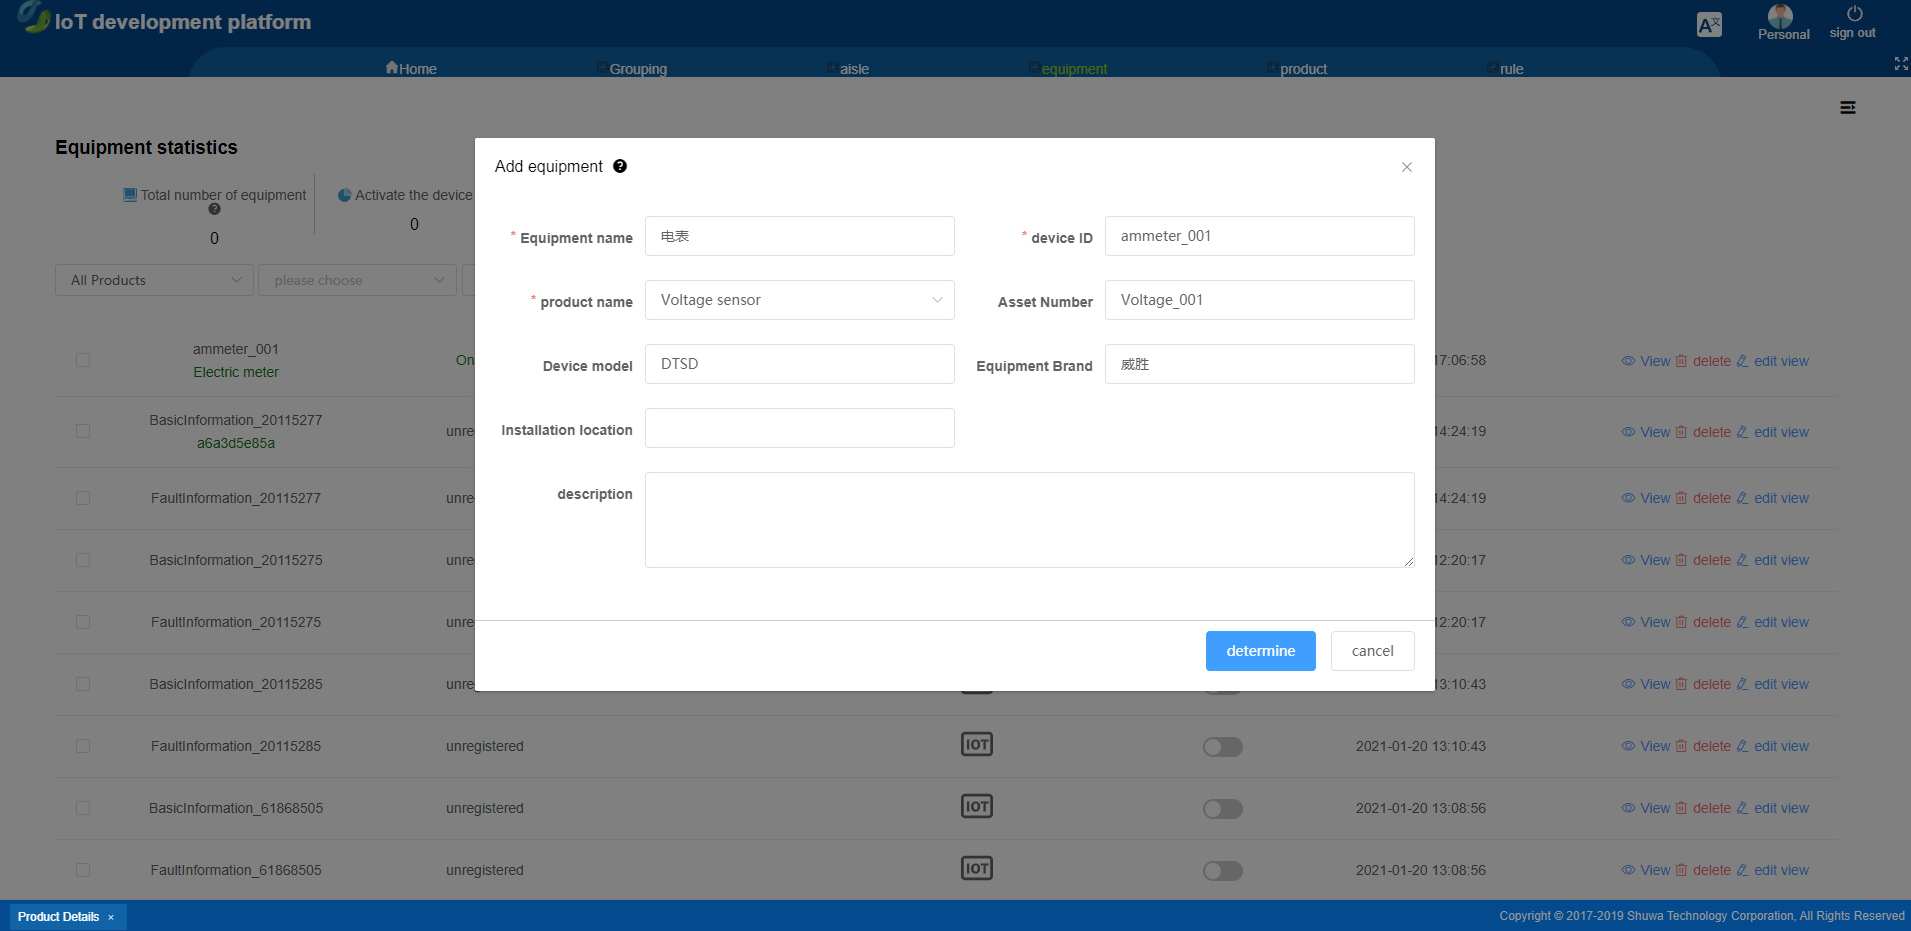 IoT development platform
Personal
sign out
Home
Grouping
aisle
equipment
product
rule
Equipment statistics
Total number of equipment
0
Activate the device
0
All Products
please choose
Add equipment
* Equipment name
电表
* device ID
ammeter_001
* product name
Voltage sensor
Asset Number
Voltage_001
Device model
DTSD
Equipment Brand
威胜
Installation location
description
determine
cancel
ammeter_001
Electric meter
On
17:06:58
View delete edit view
BasicInformation_20115277
a6a3d5e85a
unre
14:24:19
View delete edit view
FaultInformation_20115277
unre
14:24:19
View delete edit view
BasicInformation_20115275
unre
12:20:17
View delete edit view
FaultInformation_20115275
unre
12:20:17
View delete edit view
BasicInformation_20115285
unre
13:10:43
View delete edit view
FaultInformation_20115285
unregistered
IOT
2021-01-20 13:10:43
View delete edit view
BasicInformation_61868505
unregistered
IOT
2021-01-20 13:08:56
View delete edit view
FaultInformation_61868505
unregistered
IOT
2021-01-20 13:08:56
View delete edit view
Product Details ×
Copyright © 2017-2019 Shuwa Technology Corporation, All Rights Reserved